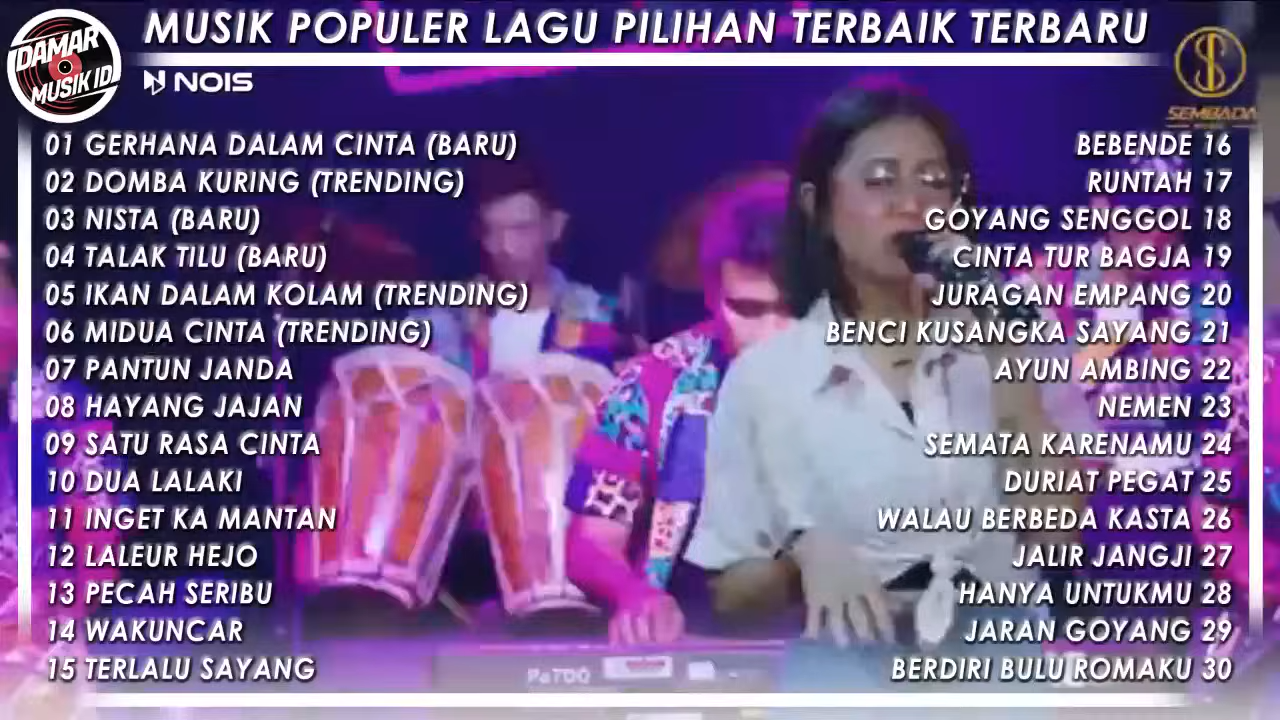 MUSIK POPULER LAGU PILIHAN TERBAIK TERBARU
DAMAR
MUSIK ID
NOIS
SEMBADA
01 GERHANA DALAM CINTA (BARU)
02 DOMBA KURING (TRENDING)
03 NISTA (BARU)
04 TALAK TILU (BARU)
05 IKAN DALAM KOLAM (TRENDING)
06 MIDUA CINTA (TRENDING)
07 PANTUN JANDA
08 HAYANG JAJAN
09 SATU RASA CINTA
10 DUA LALAKI
11 INGET KA MANTAN
12 LALEUR HEJO
13 PECAH SERIBU
14 WAKUNCAR
15 TERLALU SAYANG
BEBENDE 16
RUNTAH 17
GOYANG SENGGOL 18
CINTA TUR BAGJA 19
JURAGAN EMPANG 20
BENCI KUSANGKA SAYANG 21
AYUN AMBING 22
NEMEN 23
SEMATA KARENAMU 24
DURIAT PEGAT 25
WALAU BERBEDA KASTA 26
JALIR JANGJI 27
HANYA UNTUKMU 28
JARAN GOYANG 29
BERDIRI BULU ROMAKU 30